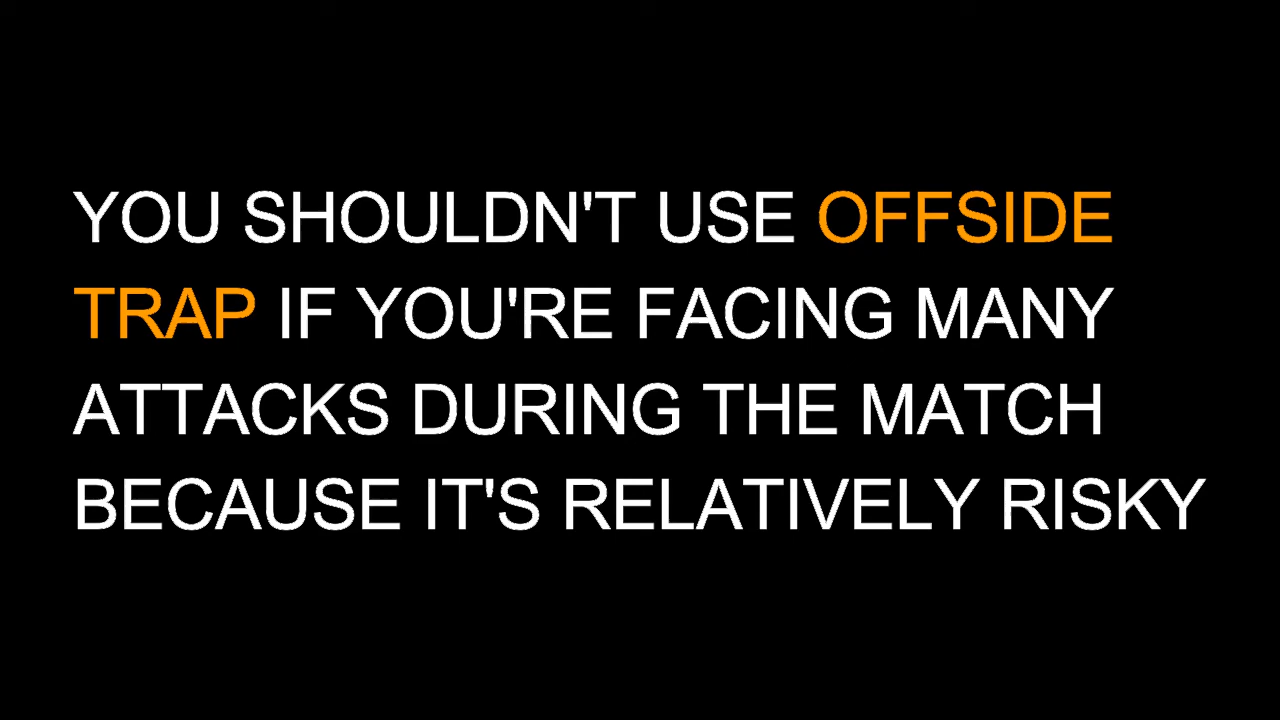 YOU SHOULDN'T USE OFFSIDE
TRAP IF YOU'RE FACING MANY
ATTACKS DURING THE MATCH
BECAUSE IT'S RELATIVELY RISKY